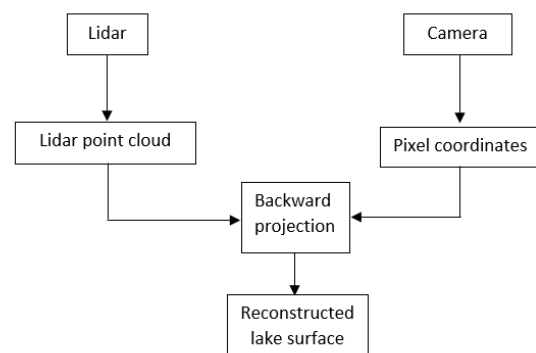 Lidar
Camera
Lidar point cloud
Pixel coordinates
Backward
projection
Reconstructed
lake surface